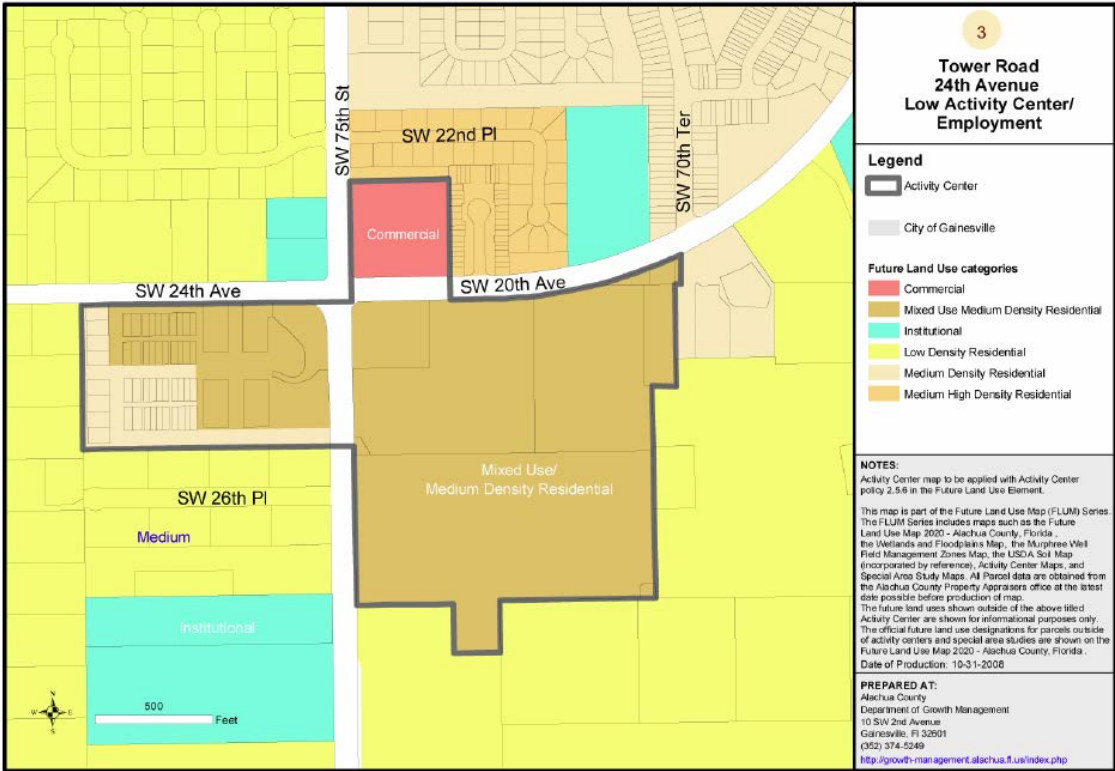 SW 75th St
SW 22nd Pl
SW 70th Ter
Commercial
SW 24th Ave
SW 20th Ave
Mixed Use/
Medium Density Residential
SW 26th Pl
Medium
Institutional
N
W
E
S
500
Feet
3
Tower Road
24th Avenue
Low Activity Center/
Employment
Legend
Activity Center
City of Gainesville
Future Land Use categories
Commercial
Mixed Use Medium Density Residential
Institutional
Low Density Residential
Medium Density Residential
Medium High Density Residential
NOTES:
Activity Center map to be applied with Activity Center
policy 2.5.6 in the Future Land Use Element.
This map is part of the Future Land Use Map (FLUM) Series.
The FLUM Series includes maps such as the Future
Land Use Map 2020 - Alachua County, Florida ,
the Wetlands and Floodplains Map, the Murphree Well
Field Management Zones Map, the USDA Soil Map
(incorporated by reference), Activity Center Maps, and
Special Area Study Maps. All Parcel data are obtained from
the Alachua County Property Appraisers office at the latest
date possible before production of map.
The future land uses shown outside of the above titled
Activity Center are shown for informational purposes only.
The official future land use designations for parcels outside
of activity centers and special area studies are shown on the
Future Land Use Map 2020 - Alachua County, Florida .
Date of Production: 10-31-2008
PREPARED AT:
Alachua County
Department of Growth Management
10 SW 2nd Avenue
Gainesville, Fl 32601
(352) 374-5249
http://growth-management.alachua.fl.us/index.php